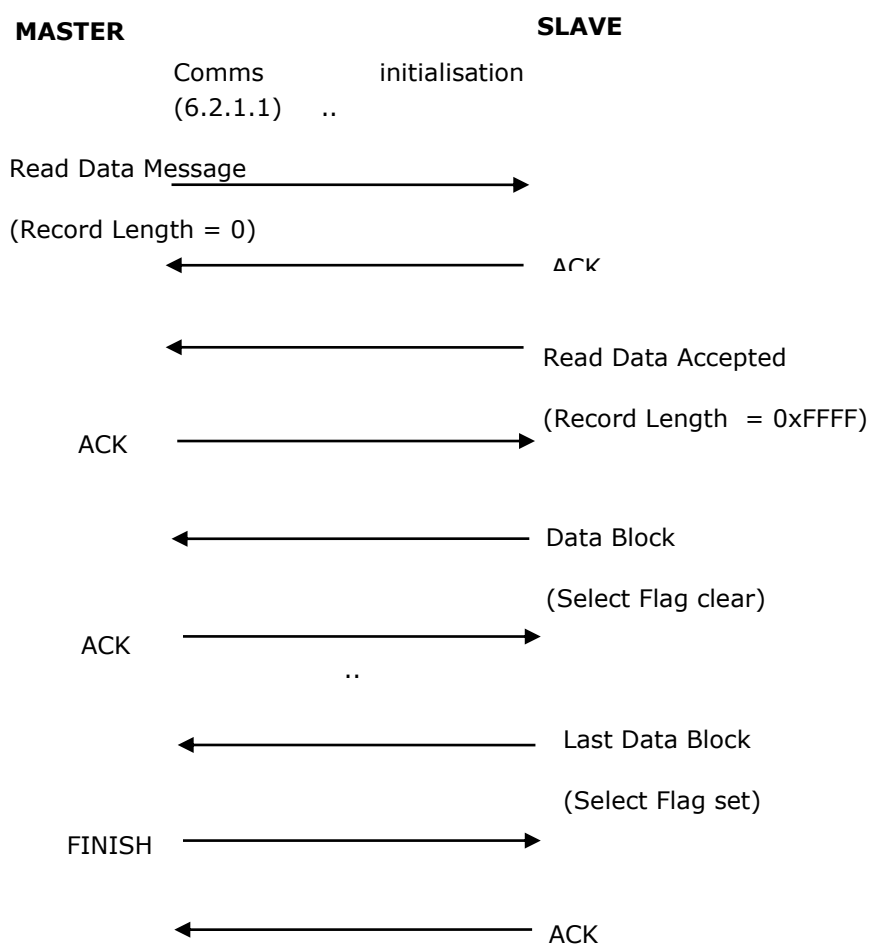 MASTER
SLAVE
Comms initialisation
(6.2.1.1) ..
Read Data Message
(Record Length = 0)
ACK
Read Data Accepted
(Record Length = 0xFFFF)
ACK
Data Block
(Select Flag clear)
ACK
..
Last Data Block
(Select Flag set)
FINISH
ACK